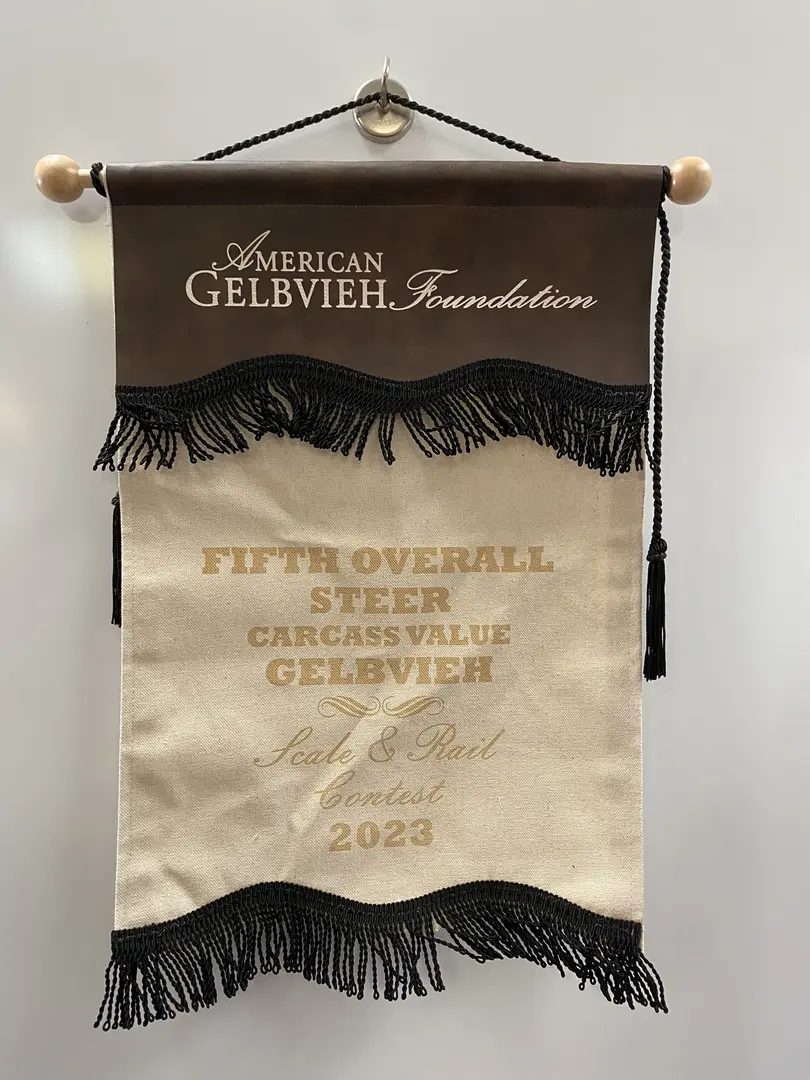 AMERICAN
GELBVIEH Foundation
FIFTH OVERALL
STEER
CARCASS VALUE
GELBVIEH
Scale & Rail
Contest
2023